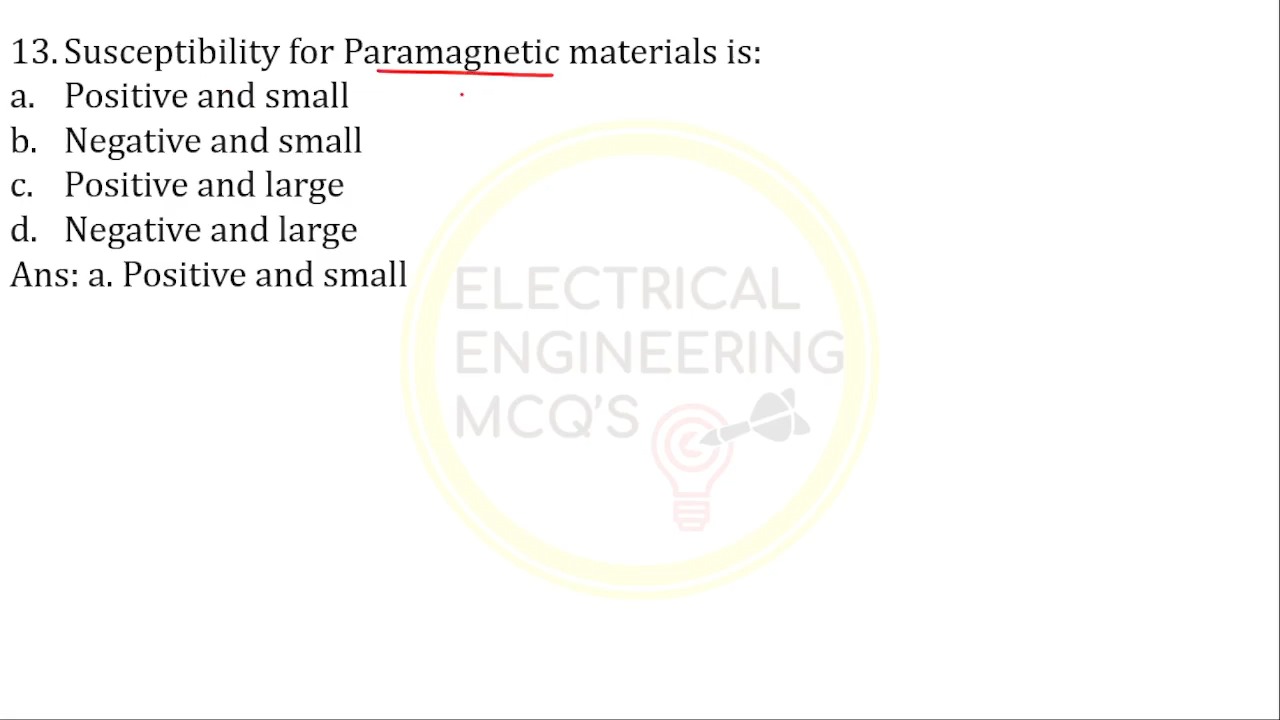 13. Susceptibility for Paramagnetic materials is:
a. Positive and small
b. Negative and small
c. Positive and large
d. Negative and large
Ans: a. Positive and small
ELECTRICAL
ENGINEERING
MCQ'S